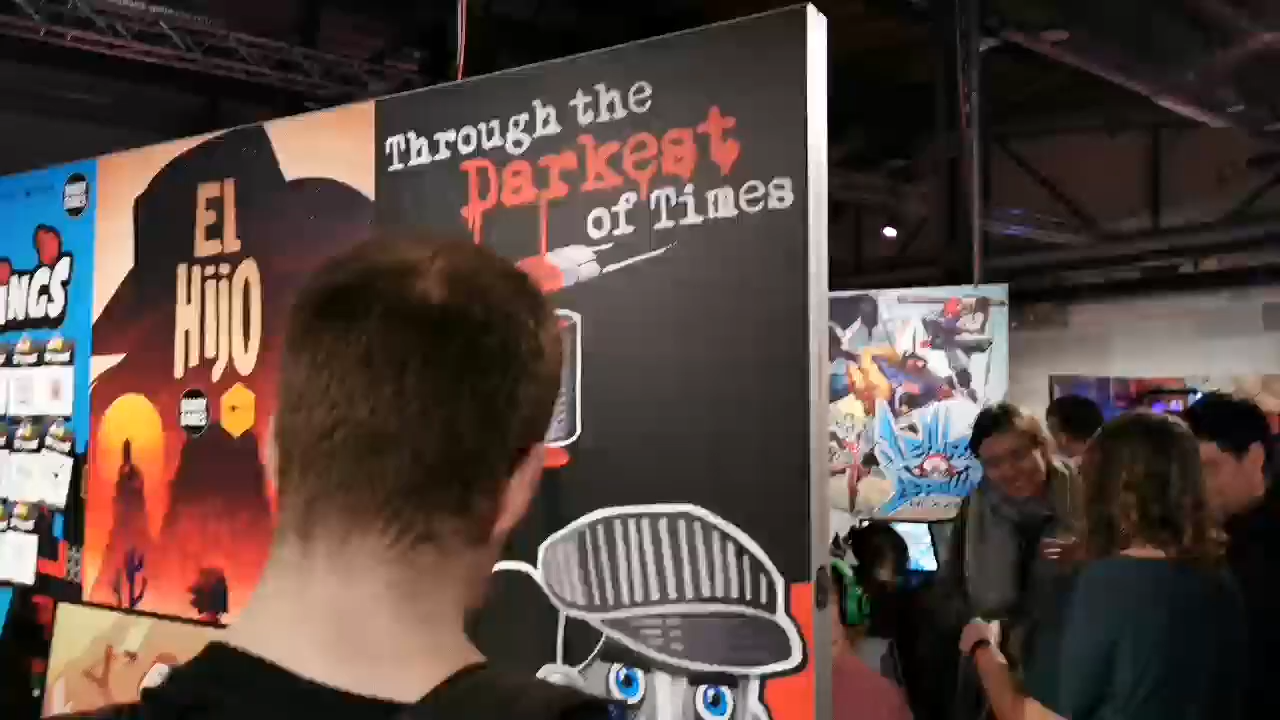 INGS
EL
HijO
Through the
Darkest
of Times